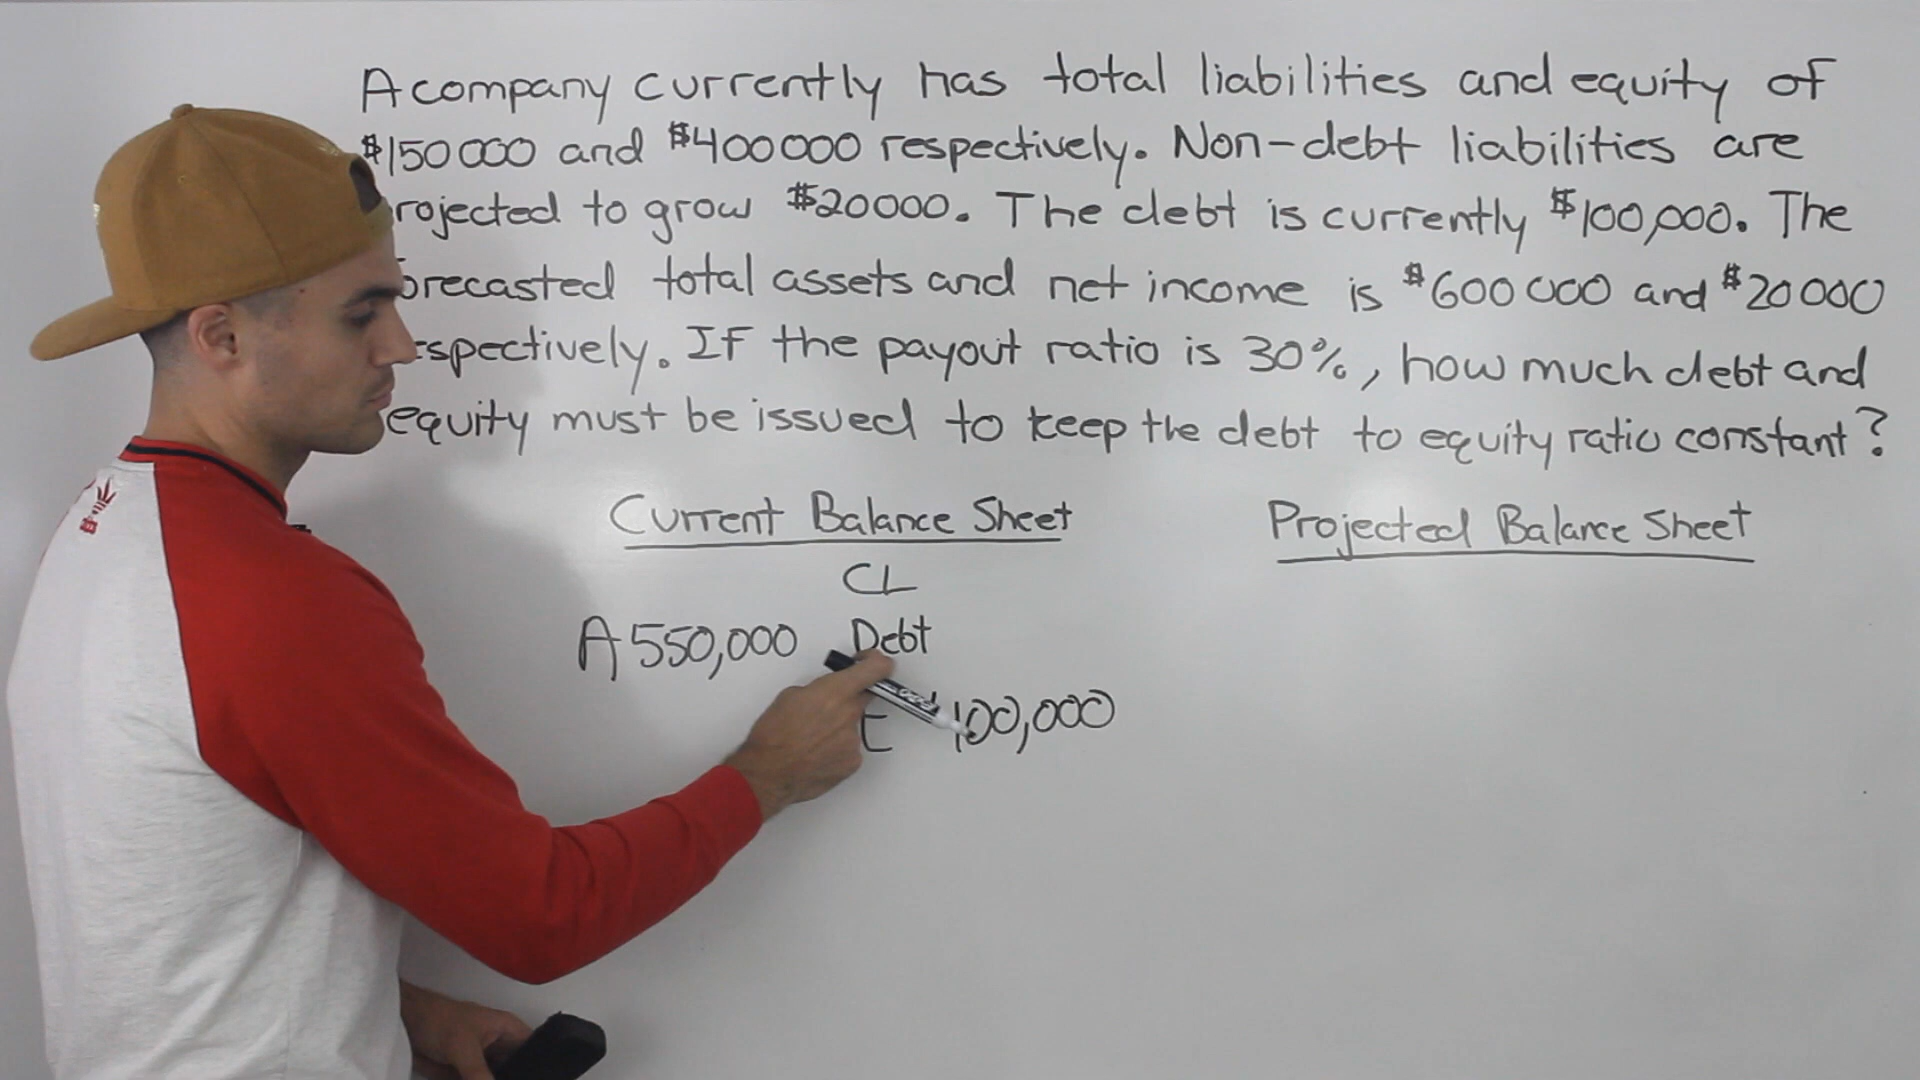 A company currently has total liabilities and equity of
$150000 and $400000 respectively. Non-debt liabilities are
rojected to grow $20000. The debt is currently $100,000. The
orecasted total assets and net income is $600000 and $20000
spectively. If the payout ratio is 30%, how much debt and
equity must be issued to keep the debt to equity ratio constant?
Current Balance Sheet
Projected Balance Sheet
CL
A 550,000 Debt
E 100,000